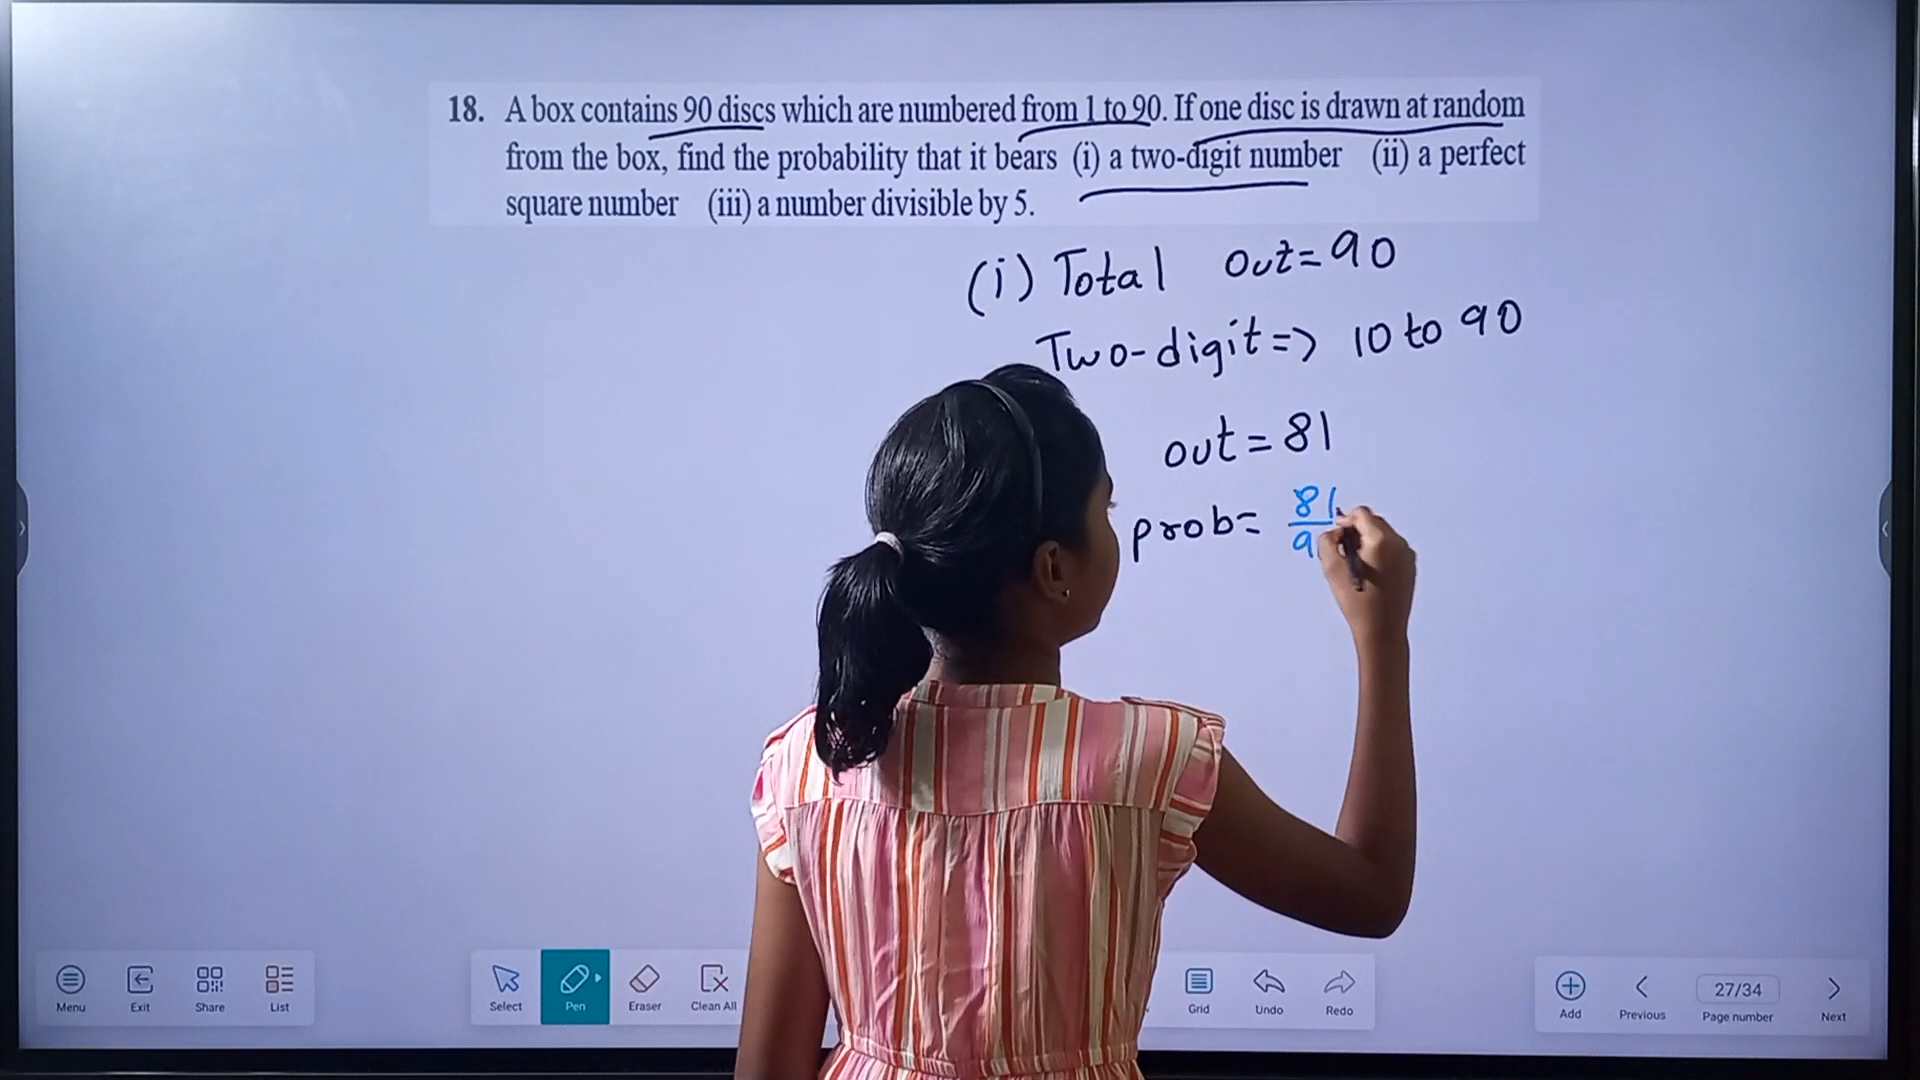 18. A box contains 90 discs which are numbered from 1 to 90. If one disc is drawn at random
from the box, find the probability that it bears (i) a two-digit number (ii) a perfect
square number (iii) a number divisible by 5.
(i) Total out=90
Two-digit=> 10 to 90
out=81
prob= 81
9
Menu Exit Share List Select Pen Eraser Clean All Grid Undo Redo Add Previous 27/34 Page number Next